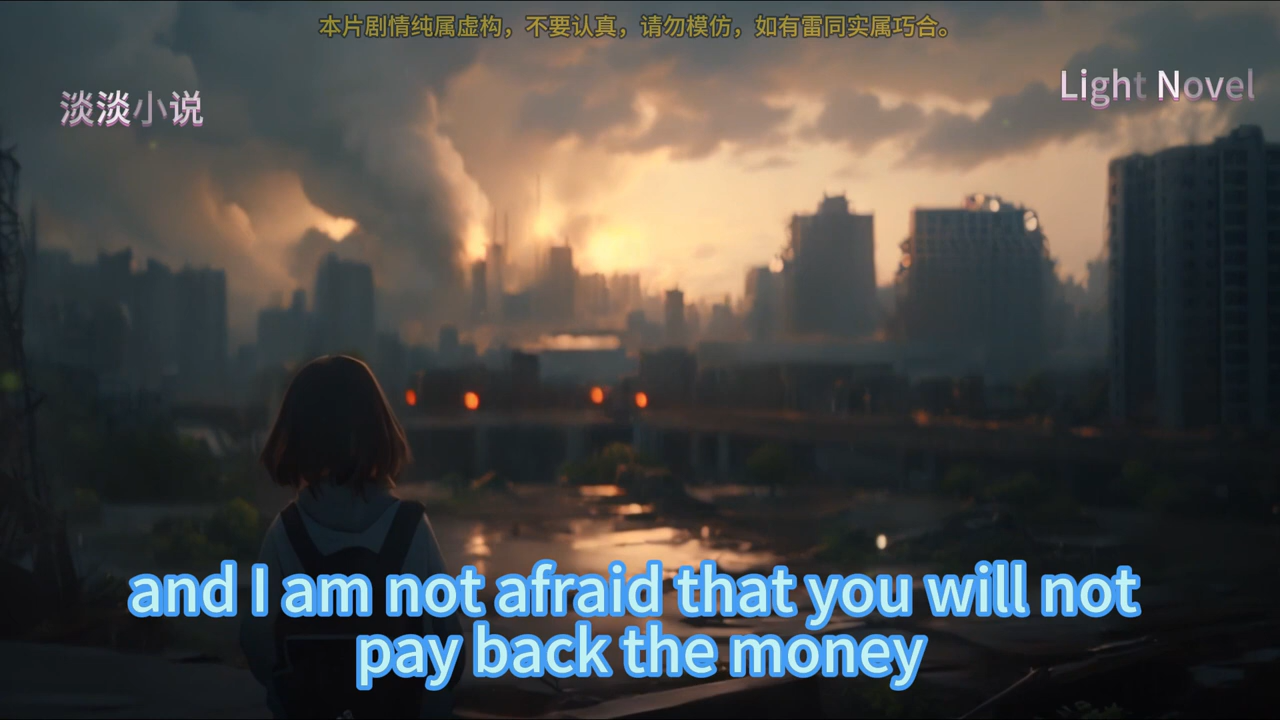 本片剧情纯属虚构，不要认真，请勿模仿，如有雷同实属巧合。
淡淡小说
Light Novel
and I am not afraid that you will not
pay back the money